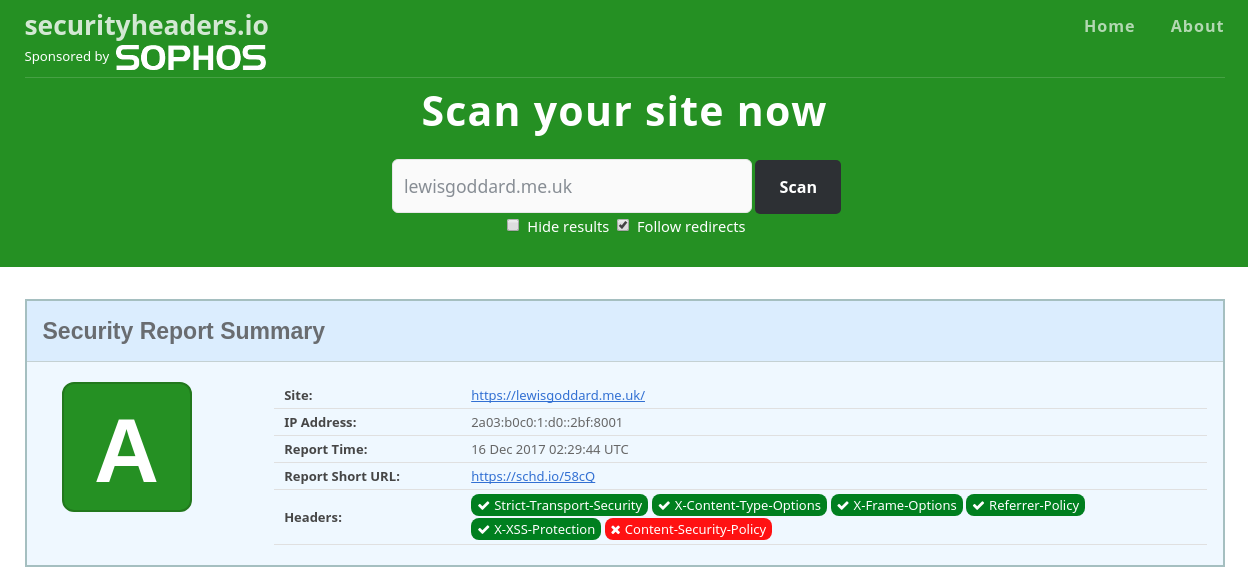 securityheaders.io
Home About
Sponsored by SOPHOS
Scan your site now
lewisgoddard.me.uk Scan
Hide results Follow redirects
Security Report Summary
A
Site: https://lewisgoddard.me.uk/
IP Address: 2a03:b0c0:1:d0::2bf:8001
Report Time: 16 Dec 2017 02:29:44 UTC
Report Short URL: https://schd.io/58cQ
Headers: Strict-Transport-Security X-Content-Type-Options X-Frame-Options Referrer-Policy
X-XSS-Protection Content-Security-Policy